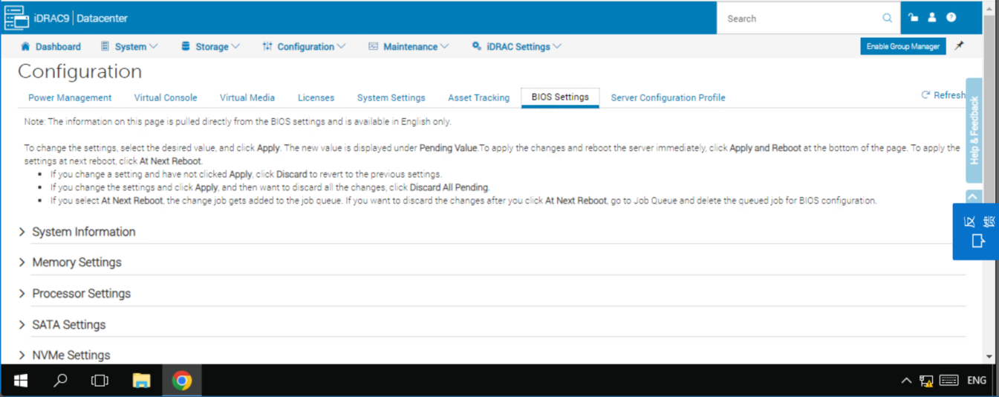 iDRAC9 | Datacenter
Search
Dashboard System Storage Configuration Maintenance iDRAC Settings Enable Group Manager
Configuration
Power Management Virtual Console Virtual Media Licenses System Settings Asset Tracking BIOS Settings Server Configuration Profile Refresh
Note: The information on this page is pulled directly from the BIOS settings and is available in English only.
To change the settings, select the desired value, and click Apply. The new value is displayed under Pending Value.To apply the changes and reboot the server immediately, click Apply and Reboot at the bottom of the page. To apply the
settings at next reboot, click At Next Reboot.
• If you change a setting and have not clicked Apply, click Discard to revert to the previous settings.
• If you change the settings and click Apply, and then want to discard all the changes, click Discard All Pending.
• If you select At Next Reboot, the change job gets added to the job queue. If you want to discard the changes after you click At Next Reboot, go to Job Queue and delete the queued job for BIOS configuration.
Help & Feedback
System Information
Memory Settings
Processor Settings
SATA Settings
NVMe Settings
ENG